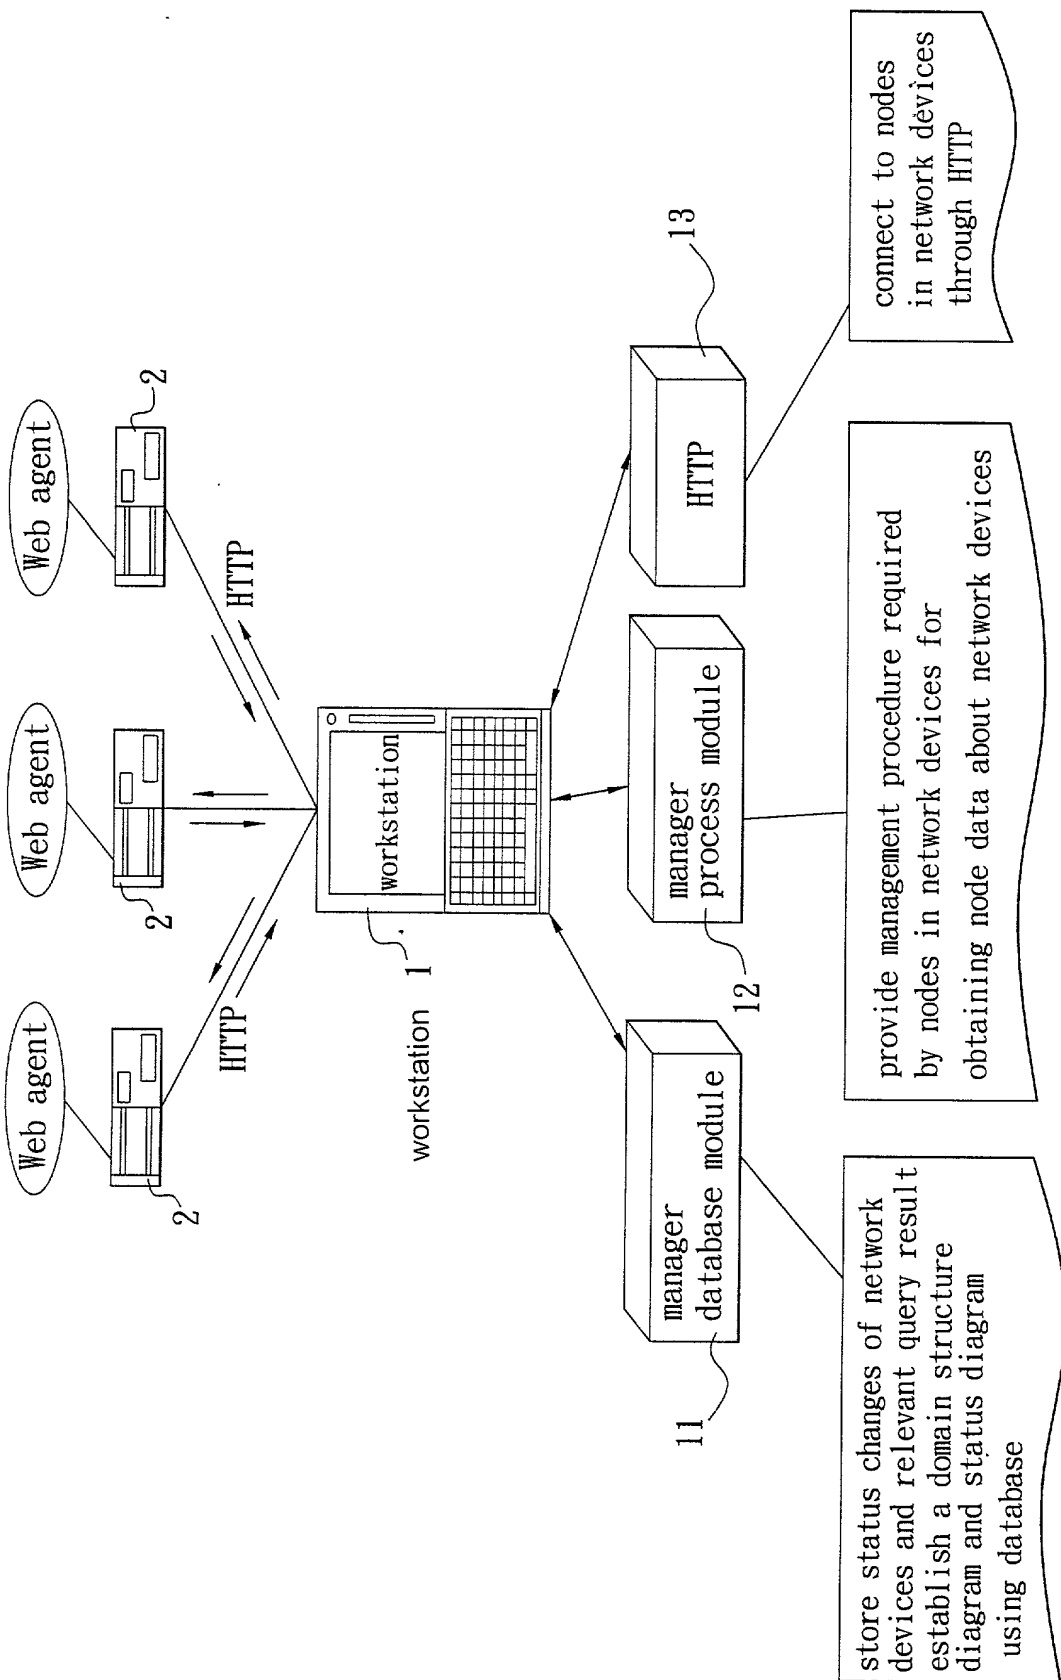 Web agent
Web agent
Web agent
2
2
2
HTTP
HTTP
workstation
1
workstation
manager
database module
11
manager
process module
12
HTTP
13
store status changes of network
devices and relevant query result
establish a domain structure
diagram and status diagram
using database
provide management procedure required
by nodes in network devices for
obtaining node data about network devices
connect to nodes
in network devices
through HTTP